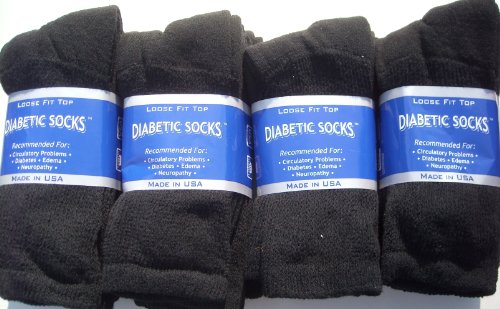 LOOSE FIT TOP
DIABETIC SOCKS™
Recommended For:
• Circulatory Problems •
• Diabetes • Edema •
• Neuropathy •
MADE IN USA
LOOSE FIT TOP
DIABETIC SOCKS™
Recommended For:
• Circulatory Problems •
• Diabetes • Edema •
• Neuropathy •
MADE IN USA
LOOSE FIT TOP
DIABETIC SOCKS™
Recommended For:
• Circulatory Problems •
• Diabetes • Edema •
• Neuropathy •
MADE IN USA
LOOSE FIT TOP
DIABETIC SOCKS™
Recommended For:
• Circulatory Problems •
• Diabetes • Edema •
• Neuropathy •
MADE IN USA